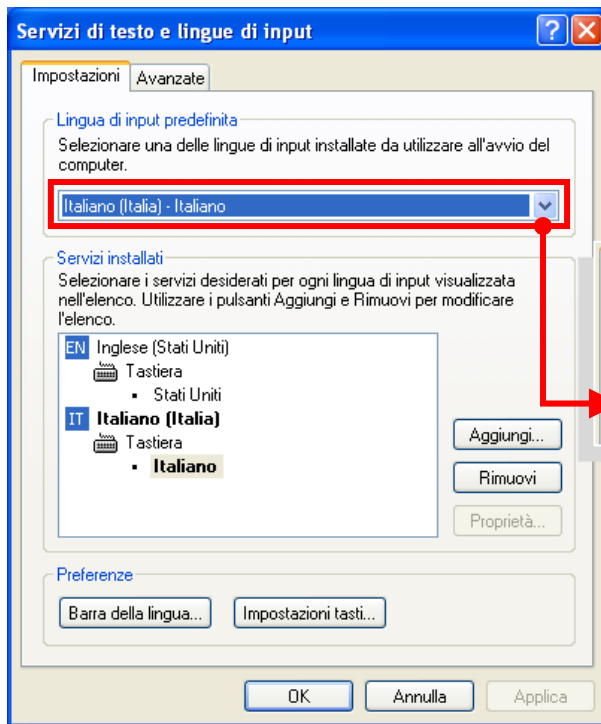 Servizi di testo e lingue di input
Impostazioni
Avanzate
Lingua di input predefinita
Selezionare una delle lingue di input installate da utilizzare all'avvio del
computer.
Italiano (Italia) - Italiano
Servizi installati
Selezionare i servizi desiderati per ogni lingua di input visualizzata
nell'elenco. Utilizzare i pulsanti Aggiungi e Rimuovi per modificare
l'elenco.
EN Inglese (Stati Uniti)
Tastiera
• Stati Uniti
IT Italiano (Italia)
Tastiera
• Italiano
Aggiungi...
Rimuovi
Proprietà...
Preferenze
Barra della lingua...
Impostazioni tasti...
OK
Annulla
Applica